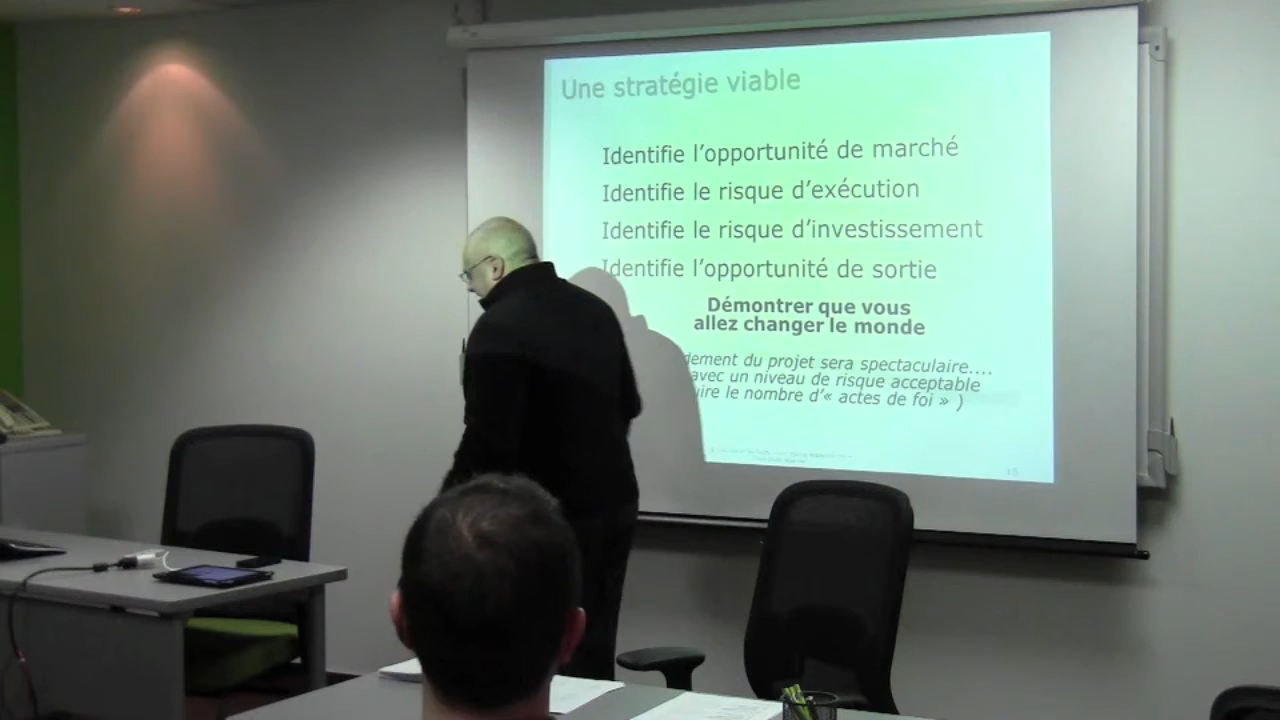 Une stratégie viable
Identifie l'opportunité de marché
Identifie le risque d'exécution
Identifie le risque d'investissement
Identifie l'opportunité de sortie
Démontrer que vous
allez changer le monde
du projet sera spectaculaire....
avec un niveau de risque acceptable
le nombre d'« actes de foi » )